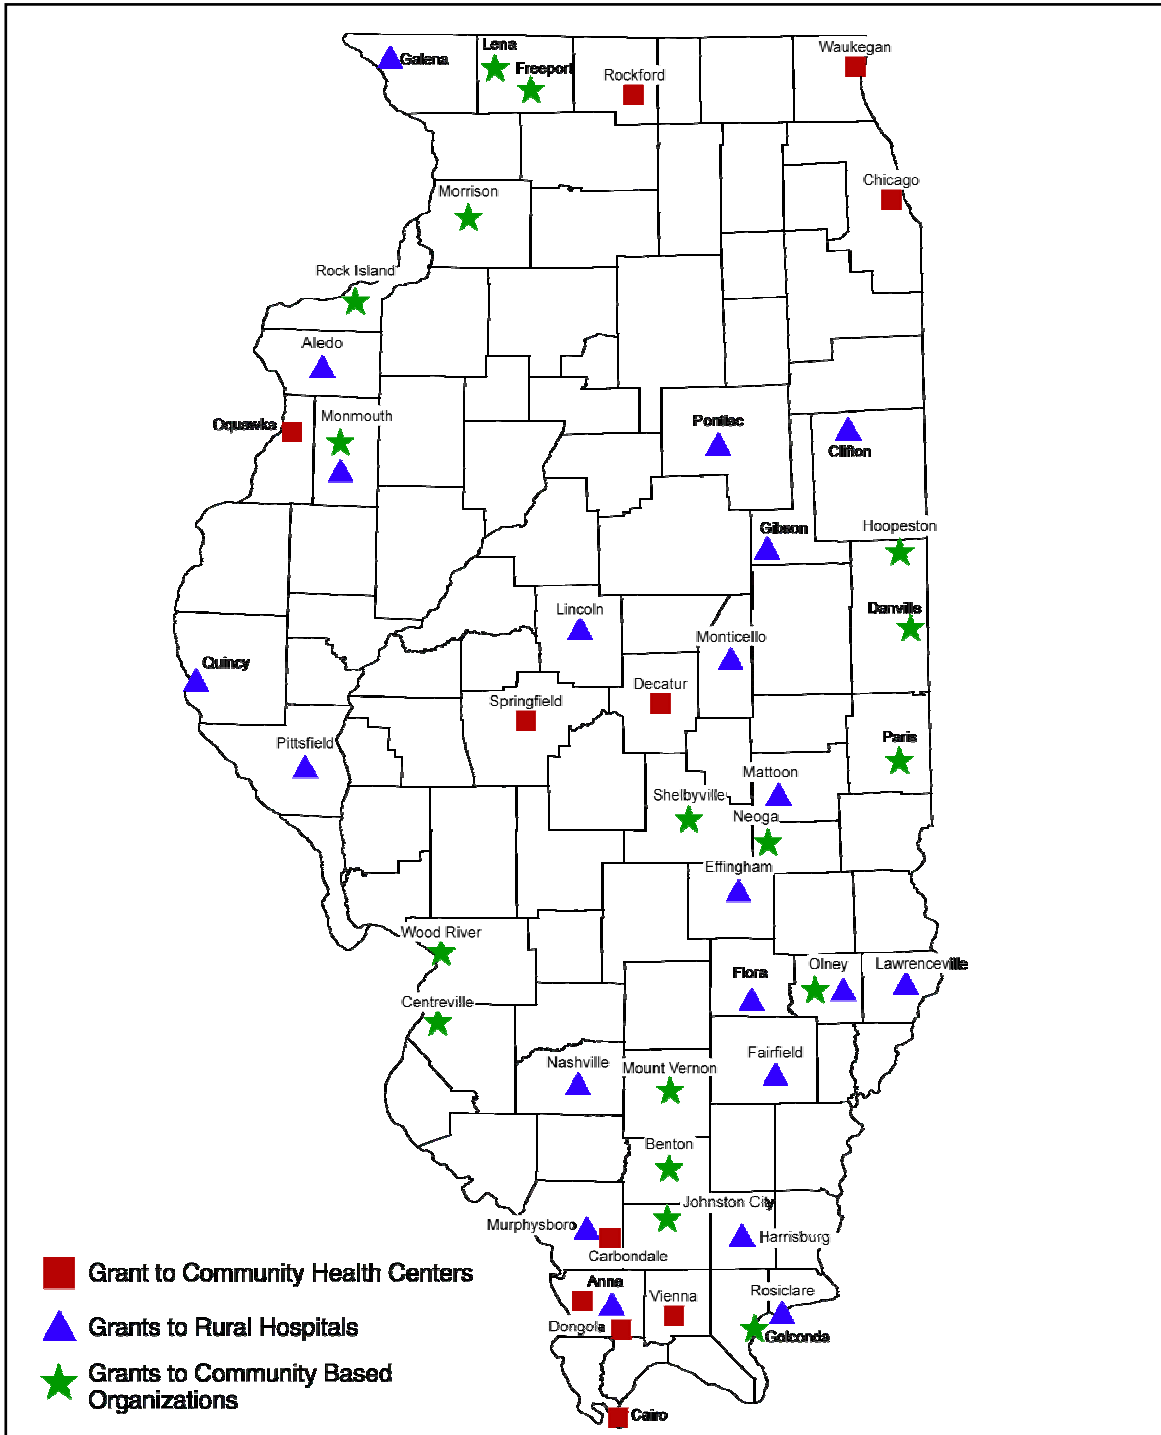 Waukegan
Lena
Galena
Freeport
Rockford
Chicago
Morrison
Rock Island
Aledo
Monmouth
Oquawka
Pontiac
Clifton
Gibson
Hoopeston
Lincoln
Danville
Monticello
Quincy
Decatur
Springfield
Paris
Pittsfield
Mattoon
Shelbyville
Neoga
Effingham
Wood River
Olney
Lawrenceville
Flora
Centreville
Fairfield
Nashville
Mount Vernon
Benton
Johnston City
Murphysboro
Harrisburg
Carbondale
Grant to Community Health Centers
Anna
Rosiclare
Vienna
Dongola
Grants to Rural Hospitals
Golconda
Grants to Community Based
Organizations
Cairo